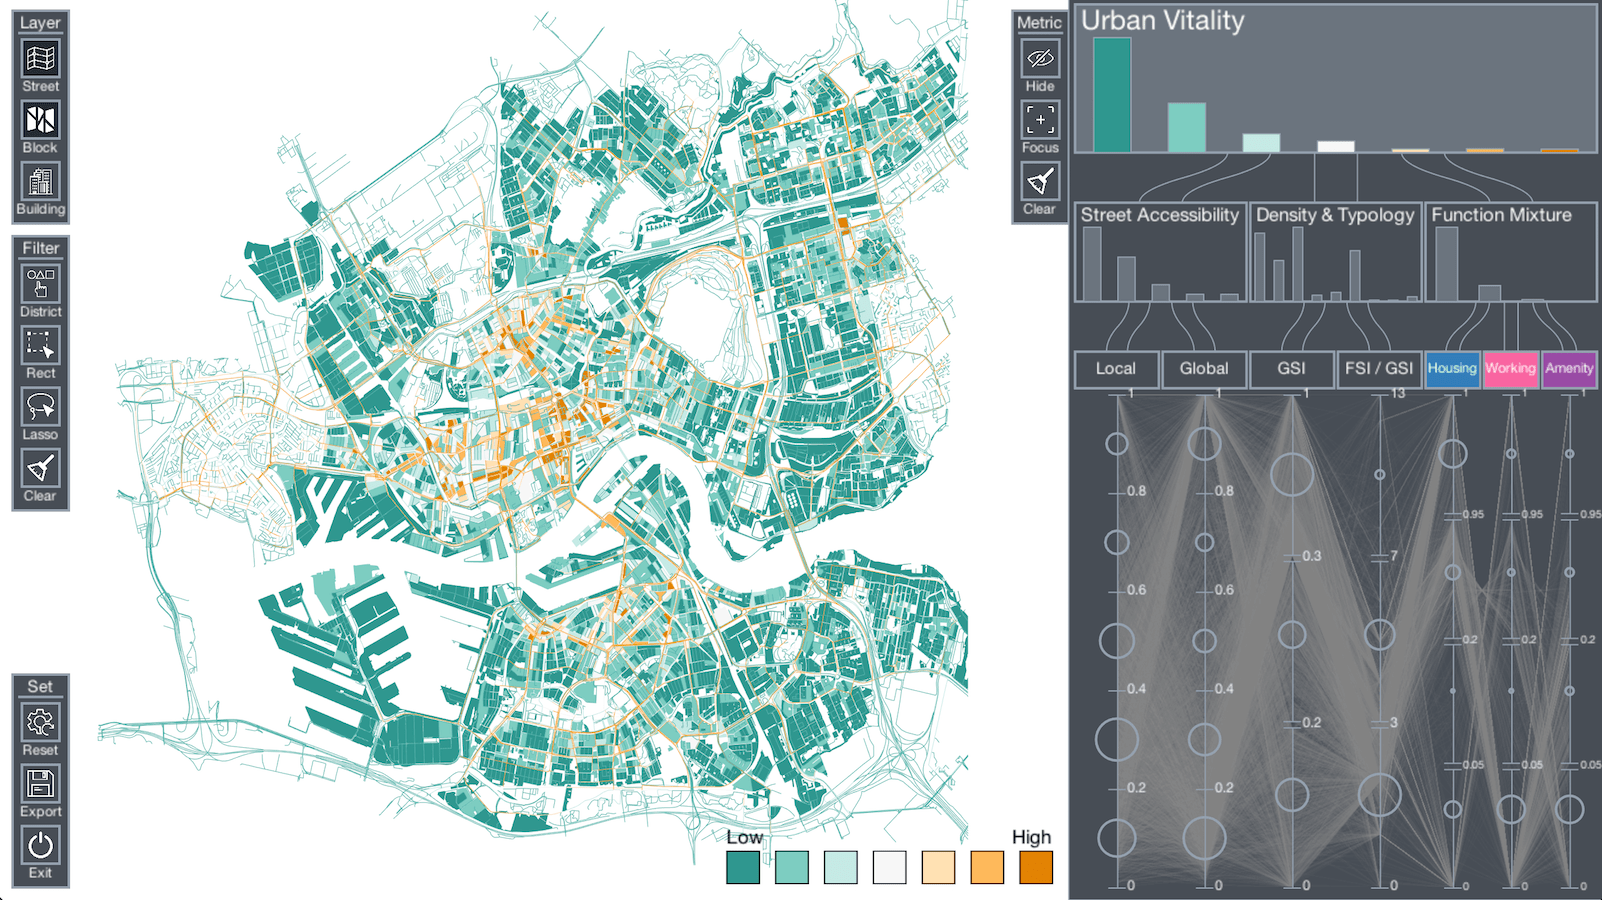 Layer
Street
Block
Building
Filter
District
Rect
Lasso
Clear
Set
Reset
Export
Exit
Low
High
Metric
Hide
Focus
Clear
Urban Vitality
Street Accessibility
Density & Typology
Function Mixture
Local
Global
GSI
FSI / GSI
Housing
Working
Amenity
1 1 1 13 1 1 1
0.8 0.8 0.95 0.95 0.95
0.3 7
0.6 0.6 0.2 0.2 0.2
0.4 0.4
0.2 3
0.2 0.2 0.05 0.05 0.05
0 0 0 0 0 0 0